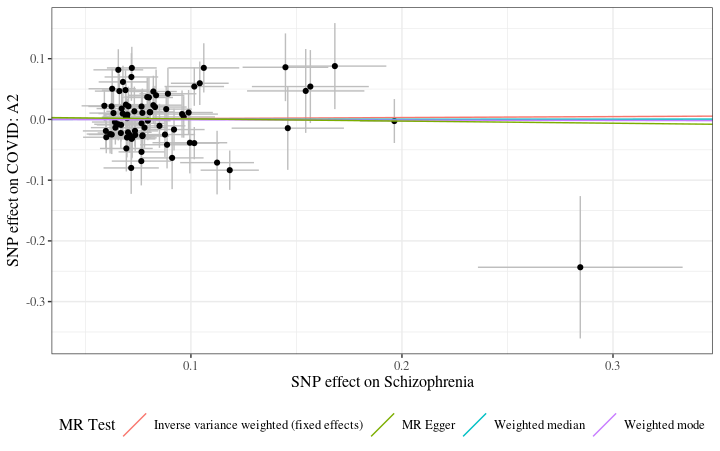 0.1
0.0
-0.1
-0.2
-0.3
SNP effect on COVID: A2
0.1 0.2 0.3
SNP effect on Schizophrenia
MR Test Inverse variance weighted (fixed effects) MR Egger Weighted median Weighted mode